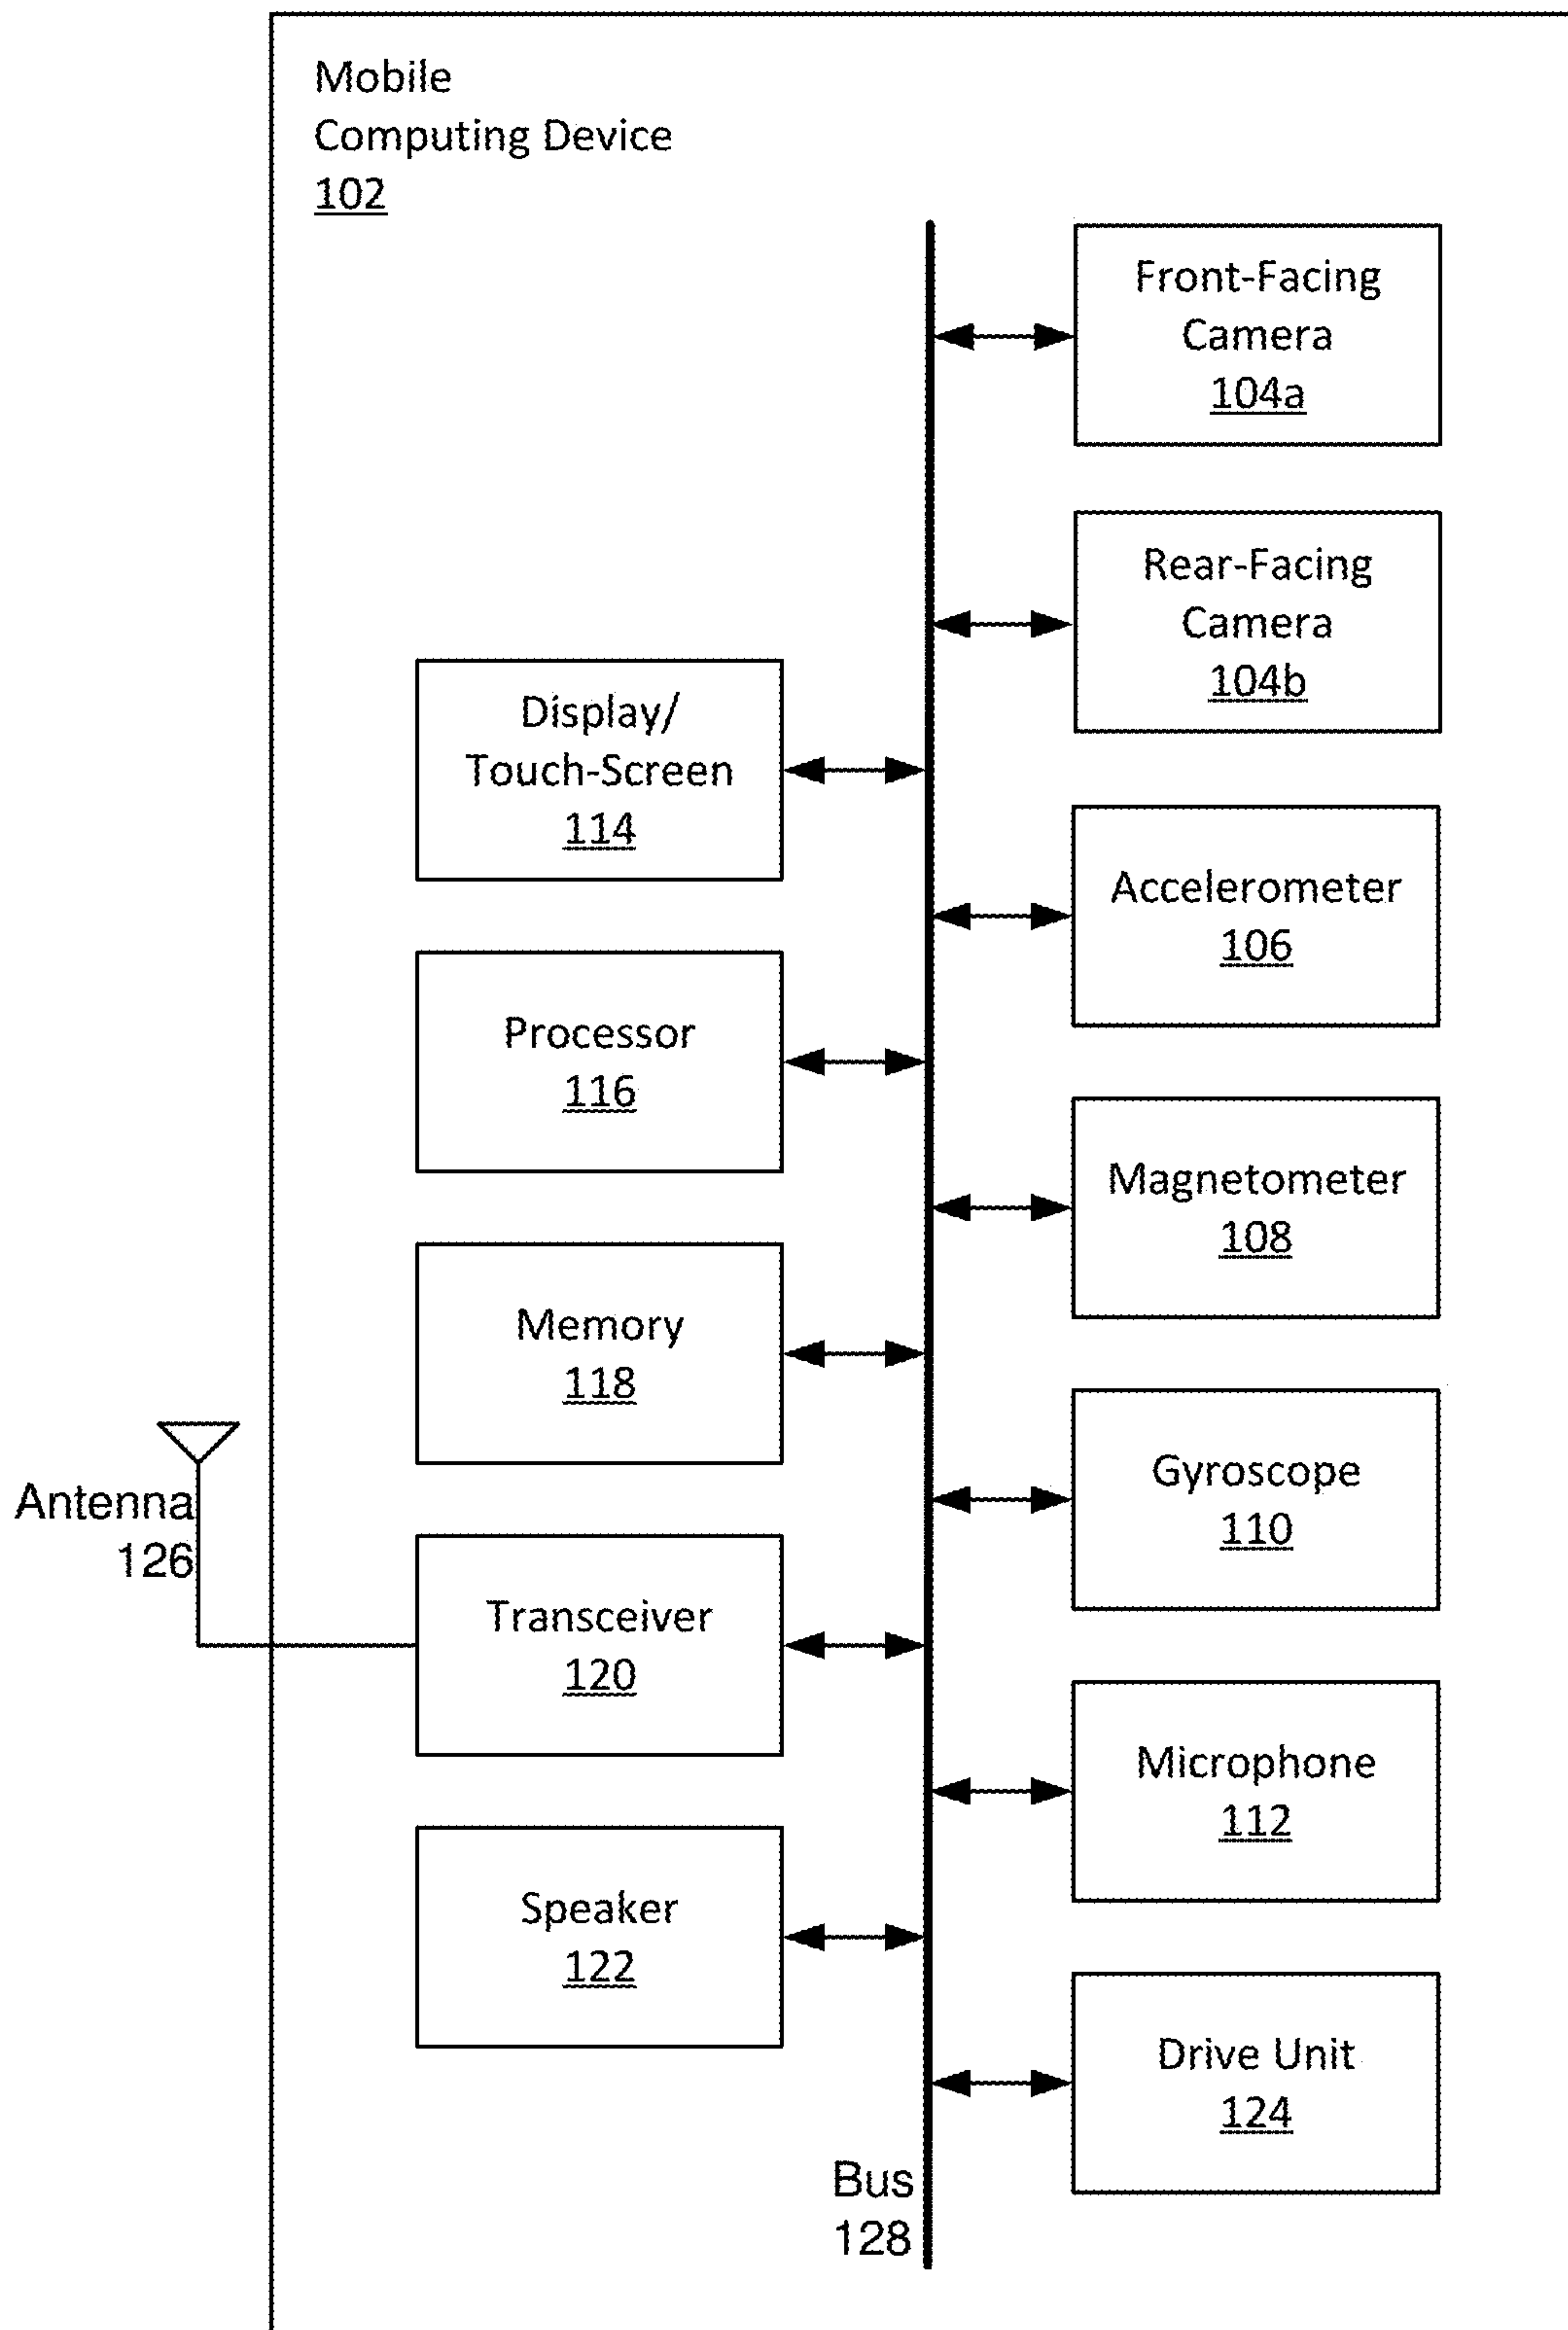 Mobile
Computing Device
102
Front-Facing
Camera
104a
Rear-Facing
Camera
104b
Display/
Touch-Screen
114
Accelerometer
106
Processor
116
Magnetometer
108
Memory
118
Gyroscope
110
Antenna
126
Transceiver
120
Microphone
112
Speaker
122
Drive Unit
124
Bus
128